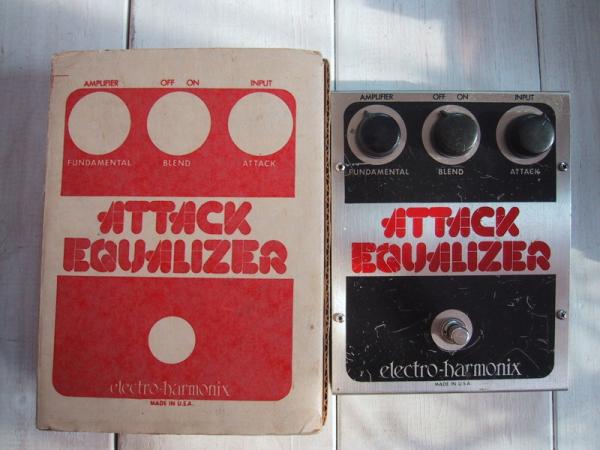 AMPLIFIER OFF ON INPUT
FUNDAMENTAL BLEND ATTACK
ATTACK
EQUALIZER
electro-harmonix
MADE IN U.S.A.
AMPLIFIER OFF ON INPUT
FUNDAMENTAL BLEND ATTACK
ATTACK
EQUALIZER
electro-harmonix
MADE IN U.S.A.